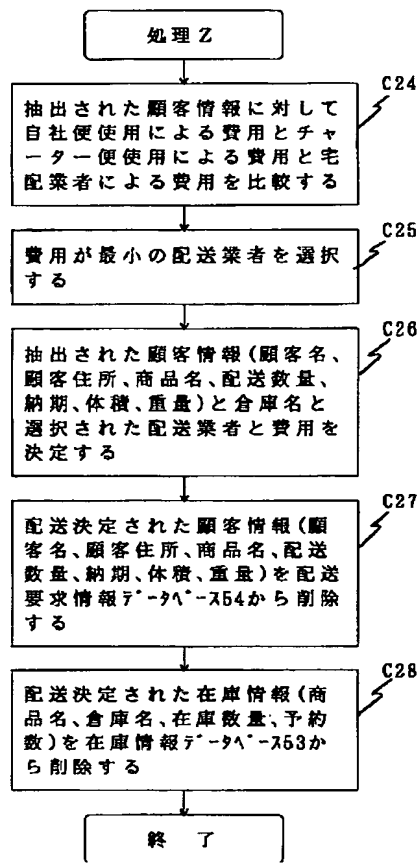 処理Z
C24
抽出された顧客情報に対して
自社便使用による費用とチャ
ーター便使用による費用と宅
配業者による費用を比較する
C25
費用が最小の配送業者を選択
する
C26
抽出された顧客情報(顧客名、
顧客住所、商品名、配送数量、
納期、体積、重量)と倉庫名と
選択された配送業者と費用を
決定する
C27
配送決定された顧客情報(顧
客名、顧客住所、商品名、配送
数量、納期、体積、重量)を配送
要求情報データベース54から削除
する
C28
配送決定された在庫情報(商
品名、倉庫名、在庫数量、予約
数)を在庫情報データベース53か
ら削除する
終了